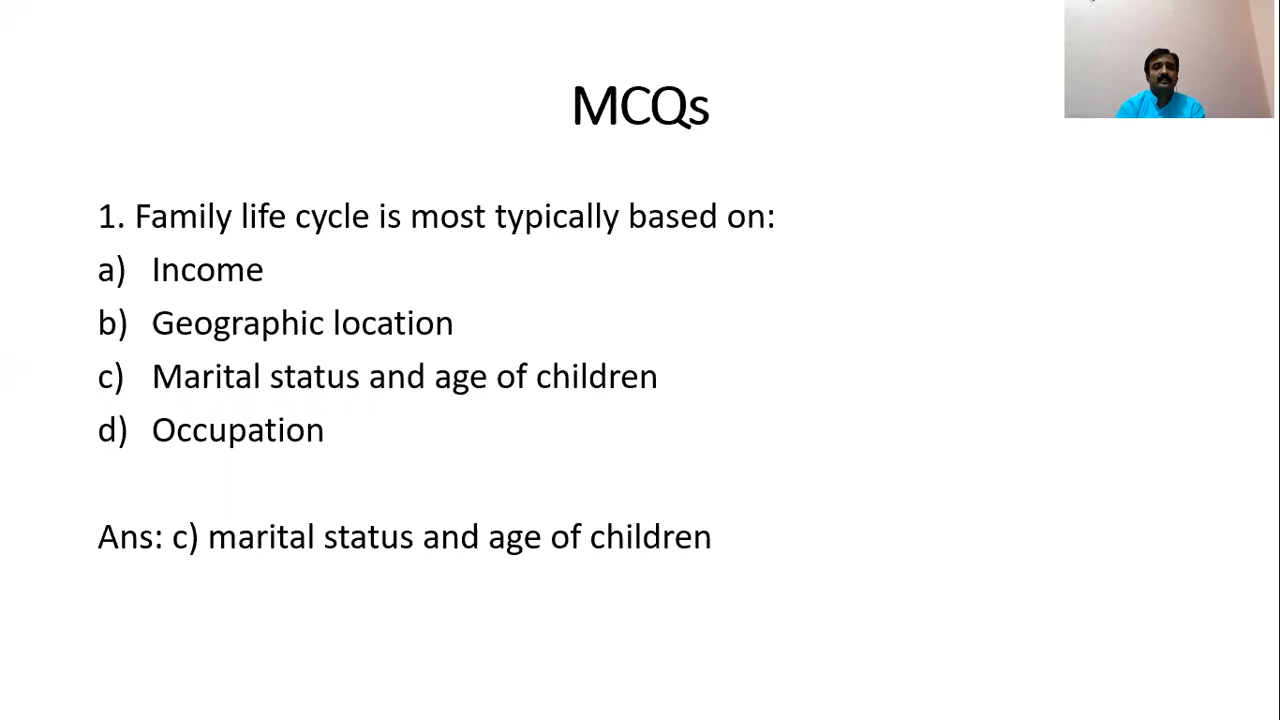 MCQs
1. Family life cycle is most typically based on:
a) Income
b) Geographic location
c) Marital status and age of children
d) Occupation
Ans: c) marital status and age of children